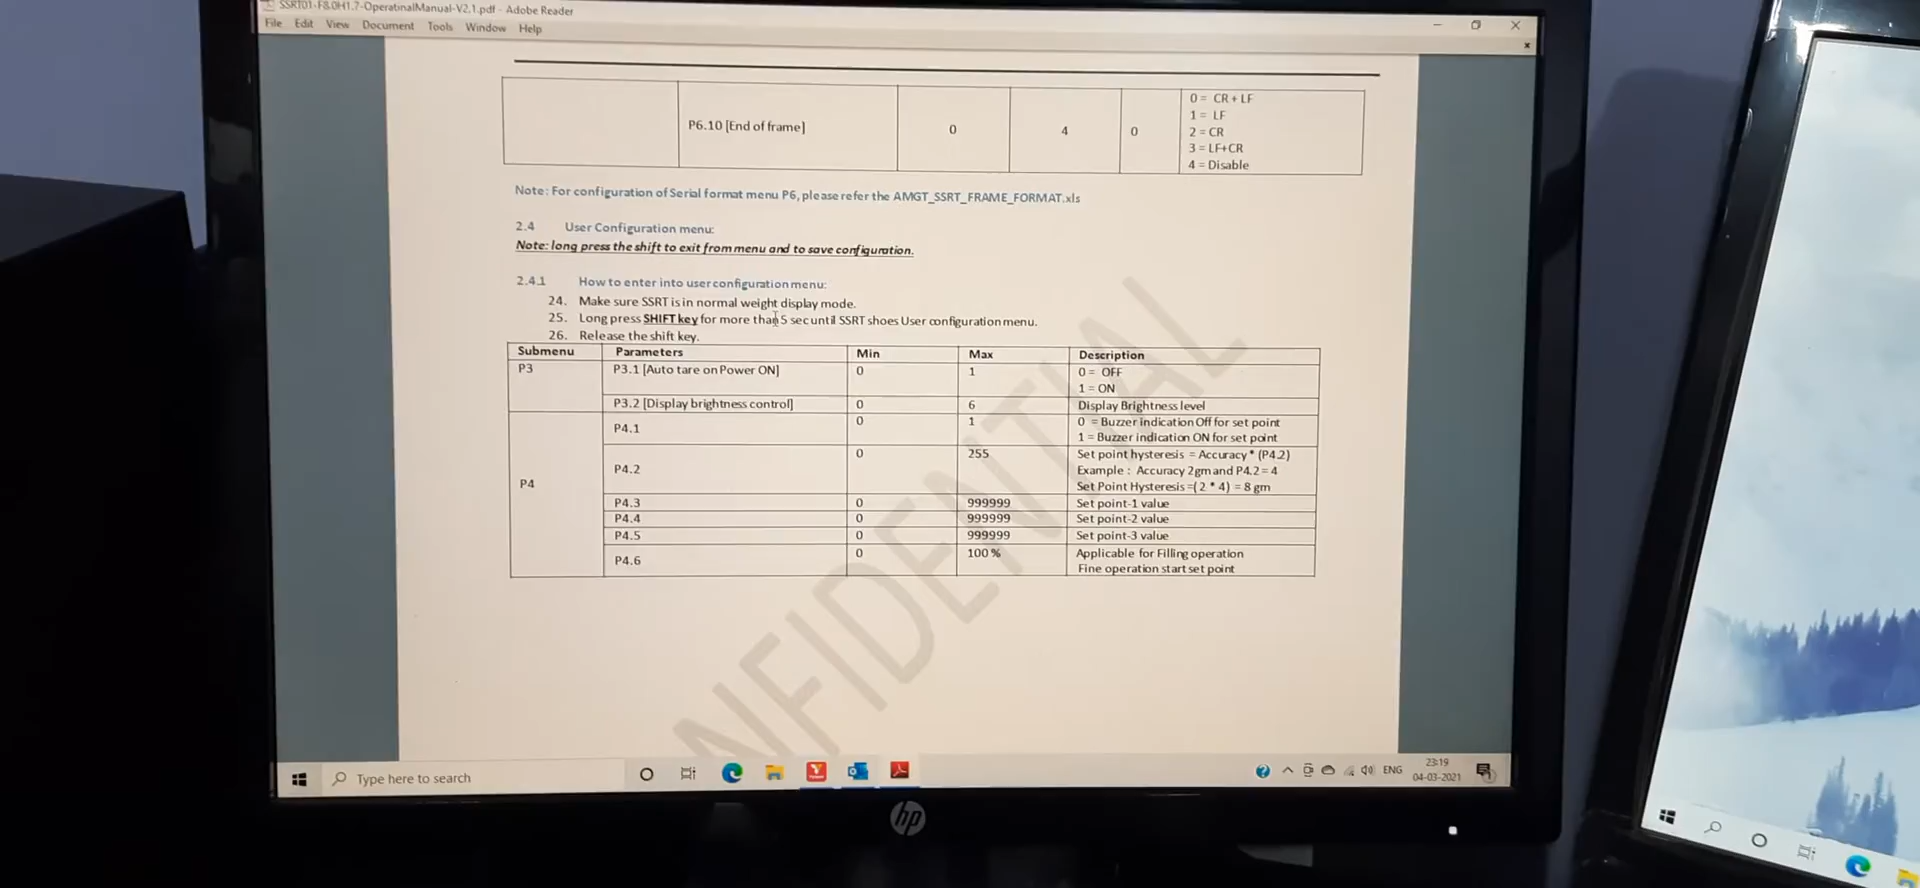 SSRT01-F8.0H1.7-OperatinalManual-V2.1.pdf - Adobe Reader
File Edit View Document Tools Window Help
P6.10 [End of frame] 0 4 0
0 = CR + LF
1 = LF
2 = CR
3 = LF+CR
4 = Disable
Note: For configuration of Serial format menu P6, please refer the AMGT_SSRT_FRAME_FORMAT.xls
2.4 User Configuration menu:
Note: long press the shift to exit from menu and to save configuration.
2.4.1 How to enter into user configuration menu:
24. Make sure SSRT is in normal weight display mode.
25. Long press SHIFT key for more than 5 sec until SSRT shoes User configuration menu.
26. Release the shift key.
Submenu Parameters Min Max Description
P3 P3.1 [Auto tare on Power ON] 0 1 0 = OFF
1 = ON
P3.2 [Display brightness control] 0 6 Display Brightness level
P4 P4.1 0 1 0 = Buzzer indication Off for set point
1 = Buzzer indication ON for set point
P4.2 0 255 Set point hysteresis = Accuracy * (P4.2)
Example : Accuracy 2gm and P4.2 = 4
Set Point Hysteresis =( 2 * 4) = 8 gm
P4.3 0 999999 Set point-1 value
P4.4 0 999999 Set point-2 value
P4.5 0 999999 Set point-3 value
P4.6 0 100 % Applicable for Filling operation
Fine operation start set point
NFIDENTIAL
Type here to search
ENG
23:19
04-03-2021
hp